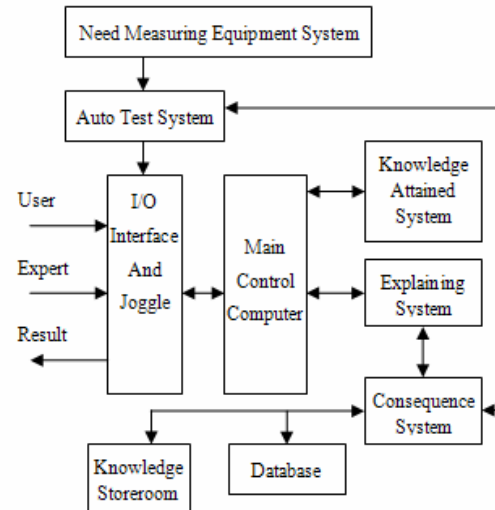 Need Measuring Equipment System
Auto Test System
User
Expert
Result
I/O
Interface
And
Joggle
Main
Control
Computer
Knowledge
Attained
System
Explaining
System
Consequence
System
Knowledge
Storeroom
Database